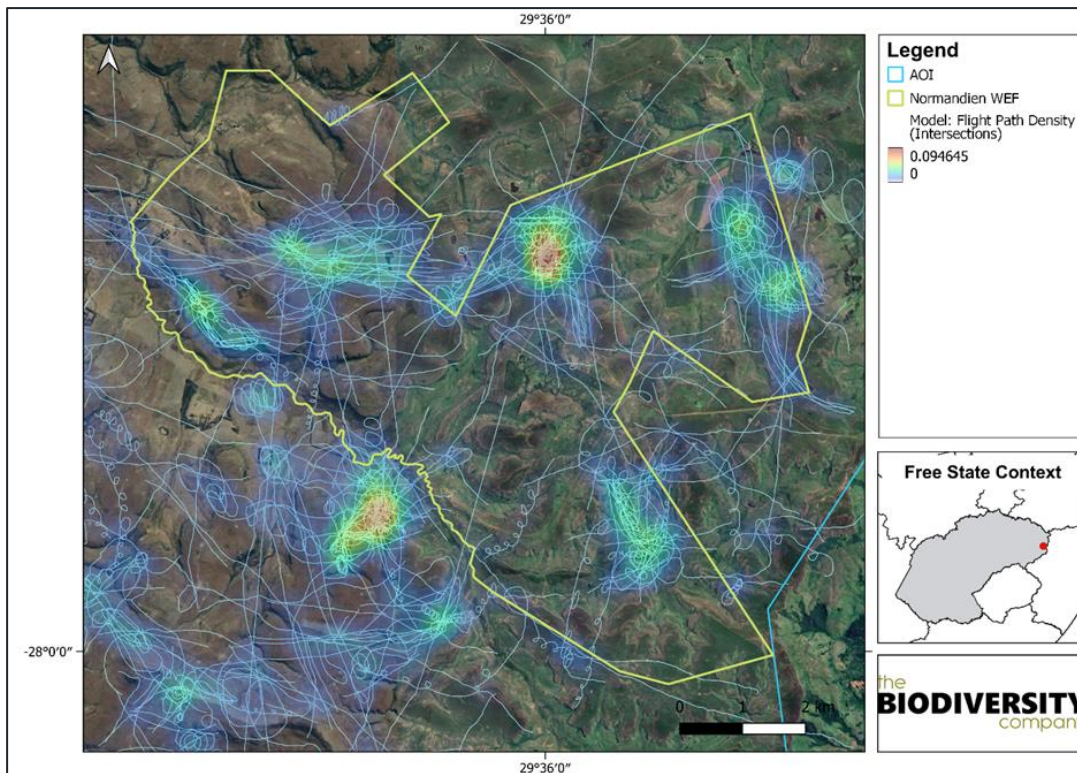 29°36'0"
Legend
AOI
Normandien WEF
Model: Flight Path Density
(Intersections)
0.094645
0
Free State Context
-28°0'0"
0 1 2 km
the
BIODIVERSITY
company
29°36'0"